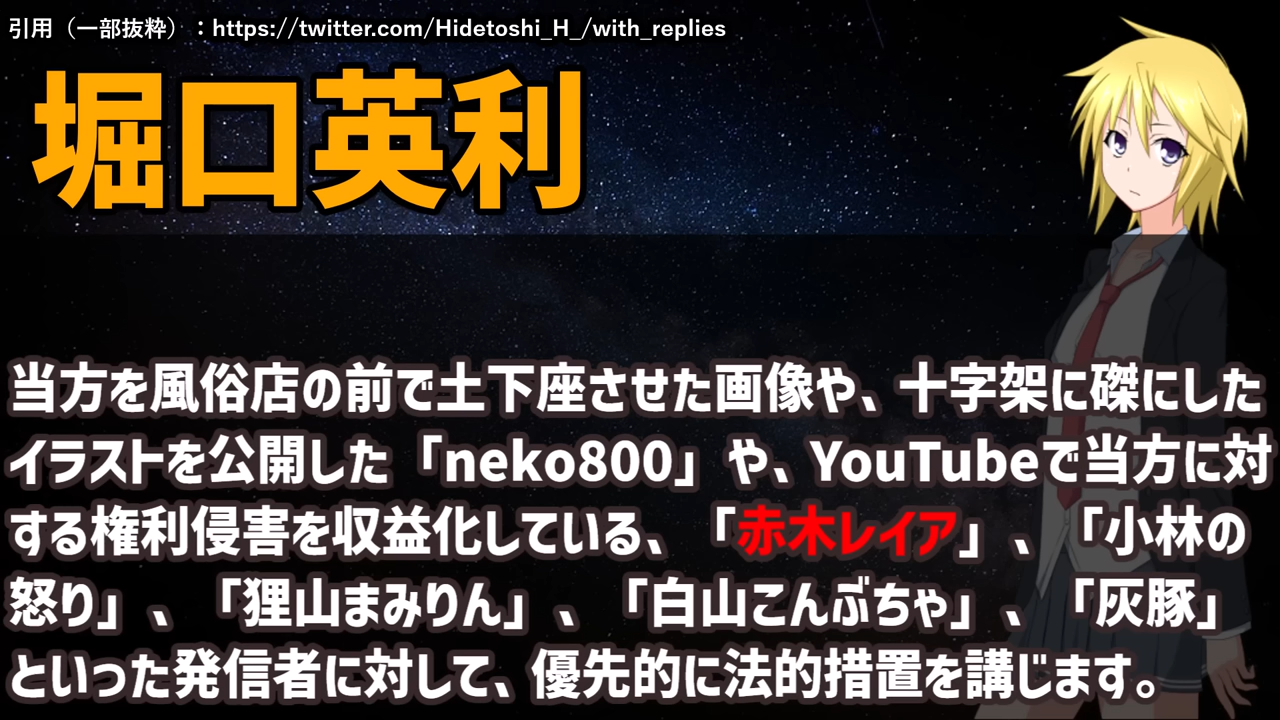 引用（一部抜粋）：https://twitter.com/Hidetoshi_H_/with_replies
堀口英利
当方を風俗店の前で土下座させた画像や、十字架に磔にした
イラストを公開した「neko800」や、YouTubeで当方に対
する権利侵害を収益化している、「赤木レイア」、「小林の
怒り」、「狸山まみりん」、「白山こんぶちゃ」、「灰豚」
といった発信者に対して、優先的に法的措置を講じます。